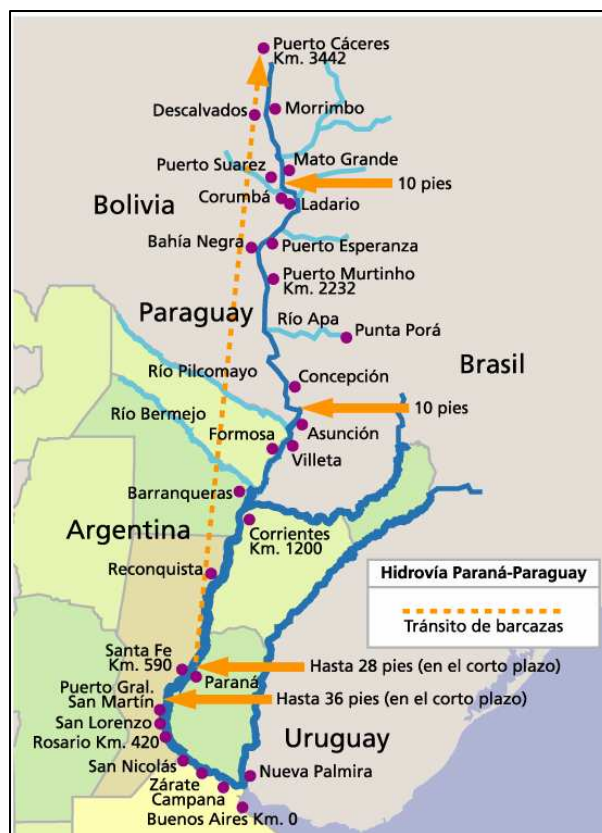 Puerto Cáceres
Km. 3442
Descalvados
Morrimbo
Puerto Suarez
Mato Grande
10 pies
Corumbá
Ladario
Bolivia
Bahía Negra
Puerto Esperanza
Puerto Murtinho
Km. 2232
Paraguay
Río Apa
Punta Porá
Brasil
Río Pilcomayo
Concepción
Río Bermejo
10 pies
Formosa
Asunción
Villeta
Barranqueras
Argentina
Corrientes
Km. 1200
Reconquista
Hidrovía Paraná-Paraguay
Tránsito de barcazas
Santa Fe
Km. 590
Hasta 28 pies (en el corto plazo)
Paraná
Puerto Gral.
San Martín
Hasta 36 pies (en el corto plazo)
San Lorenzo
Rosario Km. 420
Uruguay
San Nicolás
Nueva Palmira
Zárate
Campana
Buenos Aires Km. 0